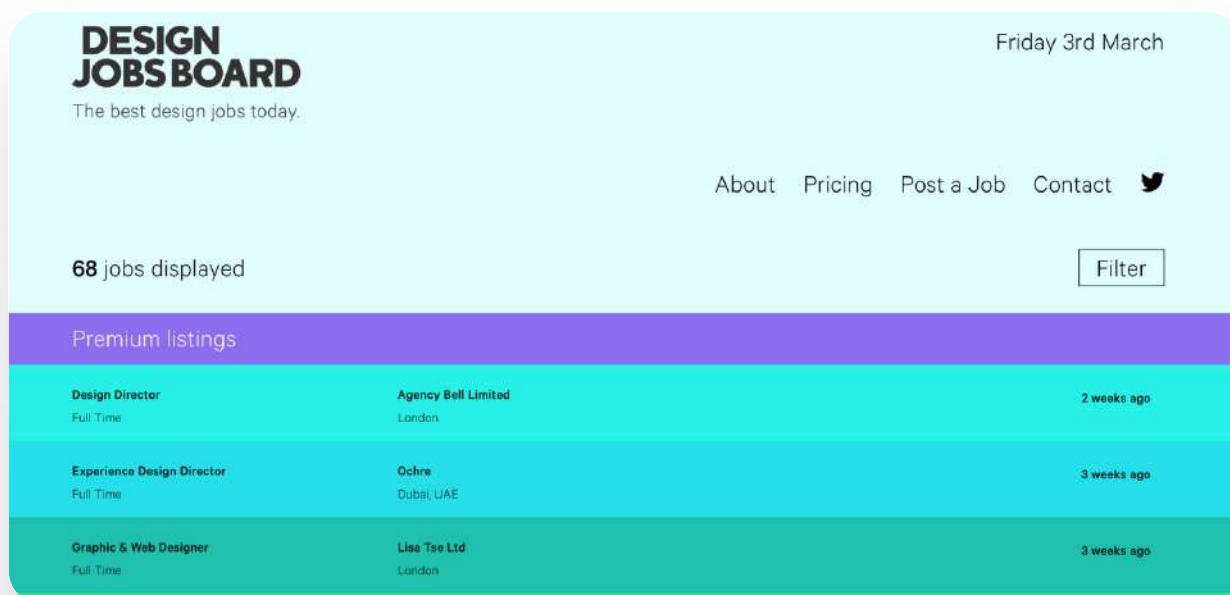 DESIGN
JOBS BOARD
The best design jobs today.
Friday 3rd March
About Pricing Post a Job Contact
68 jobs displayed
Filter
Premium listings
Design Director Agency Bell Limited 2 weeks ago
Full Time London
Experience Design Director Ochre 3 weeks ago
Full Time Dubai, UAE
Graphic & Web Designer Lisa Tse Ltd 3 weeks ago
Full Time London